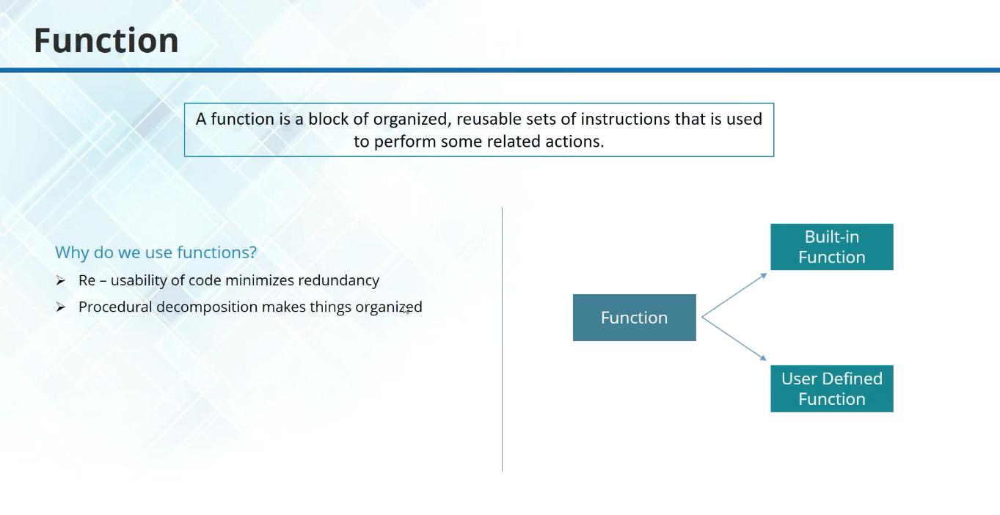 Function
A function is a block of organized, reusable sets of instructions that is used
to perform some related actions.
Why do we use functions?
Re – usability of code minimizes redundancy
Procedural decomposition makes things organized
Built-in
Function
Function
User Defined
Function